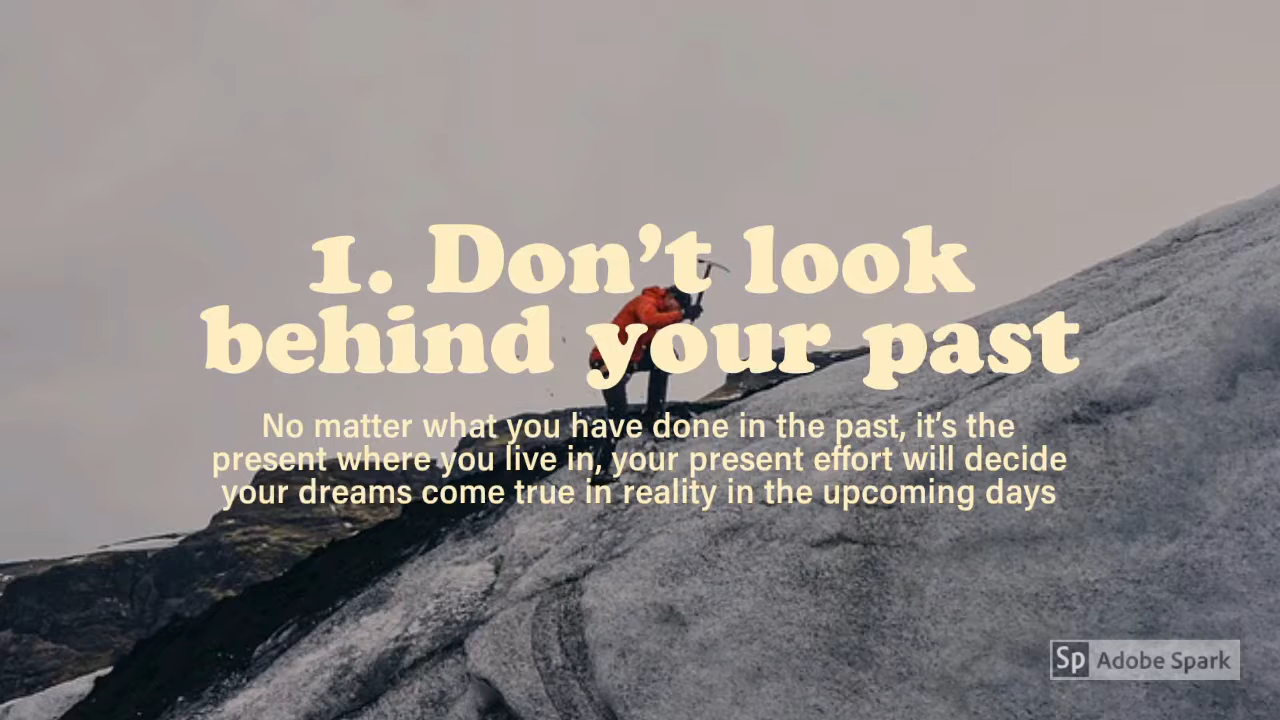 1. Don’t look
behind your past
No matter what you have done in the past, it’s the
present where you live in, your present effort will decide
your dreams come true in reality in the upcoming days
Sp Adobe Spark